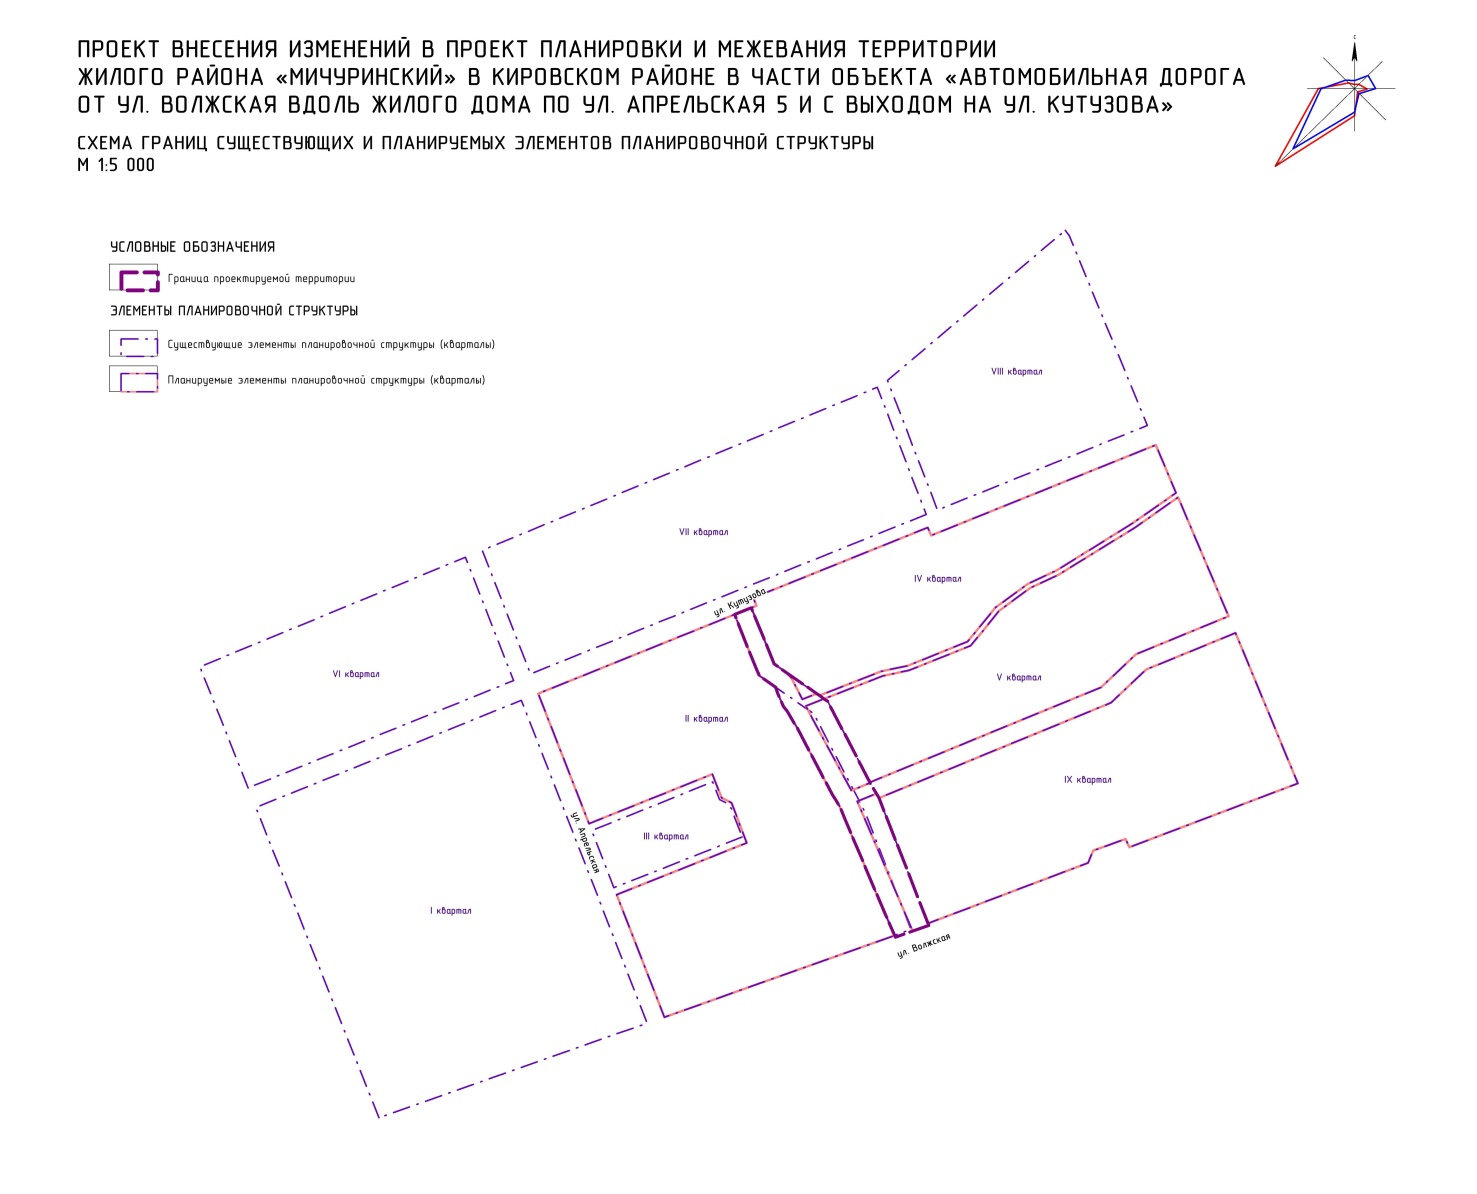 ПРОЕКТ ВНЕСЕНИЯ ИЗМЕНЕНИЙ В ПРОЕКТ ПЛАНИРОВКИ И МЕЖЕВАНИЯ ТЕРРИТОРИИ
ЖИЛОГО РАЙОНА «МИЧУРИНСКИЙ» В КИРОВСКОМ РАЙОНЕ В ЧАСТИ ОБЪЕКТА «АВТОМОБИЛЬНАЯ ДОРОГА
ОТ УЛ. ВОЛЖСКАЯ ВДОЛЬ ЖИЛОГО ДОМА ПО УЛ. АПРЕЛЬСКАЯ 5 И С ВЫХОДОМ НА УЛ. КУТУЗОВА»
СХЕМА ГРАНИЦ СУЩЕСТВУЮЩИХ И ПЛАНИРУЕМЫХ ЭЛЕМЕНТОВ ПЛАНИРОВОЧНОЙ СТРУКТУРЫ
М 1:5 000
С
УСЛОВНЫЕ ОБОЗНАЧЕНИЯ
Граница проектируемой территории
ЭЛЕМЕНТЫ ПЛАНИРОВОЧНОЙ СТРУКТУРЫ
Существующие элементы планировочной структуры (кварталы)
Планируемые элементы планировочной структуры (кварталы)
VIII квартал
VII квартал
IV квартал
ул. Кутузова
VI квартал
V квартал
II квартал
IX квартал
III квартал
ул. Апрельская
I квартал
ул. Волжская